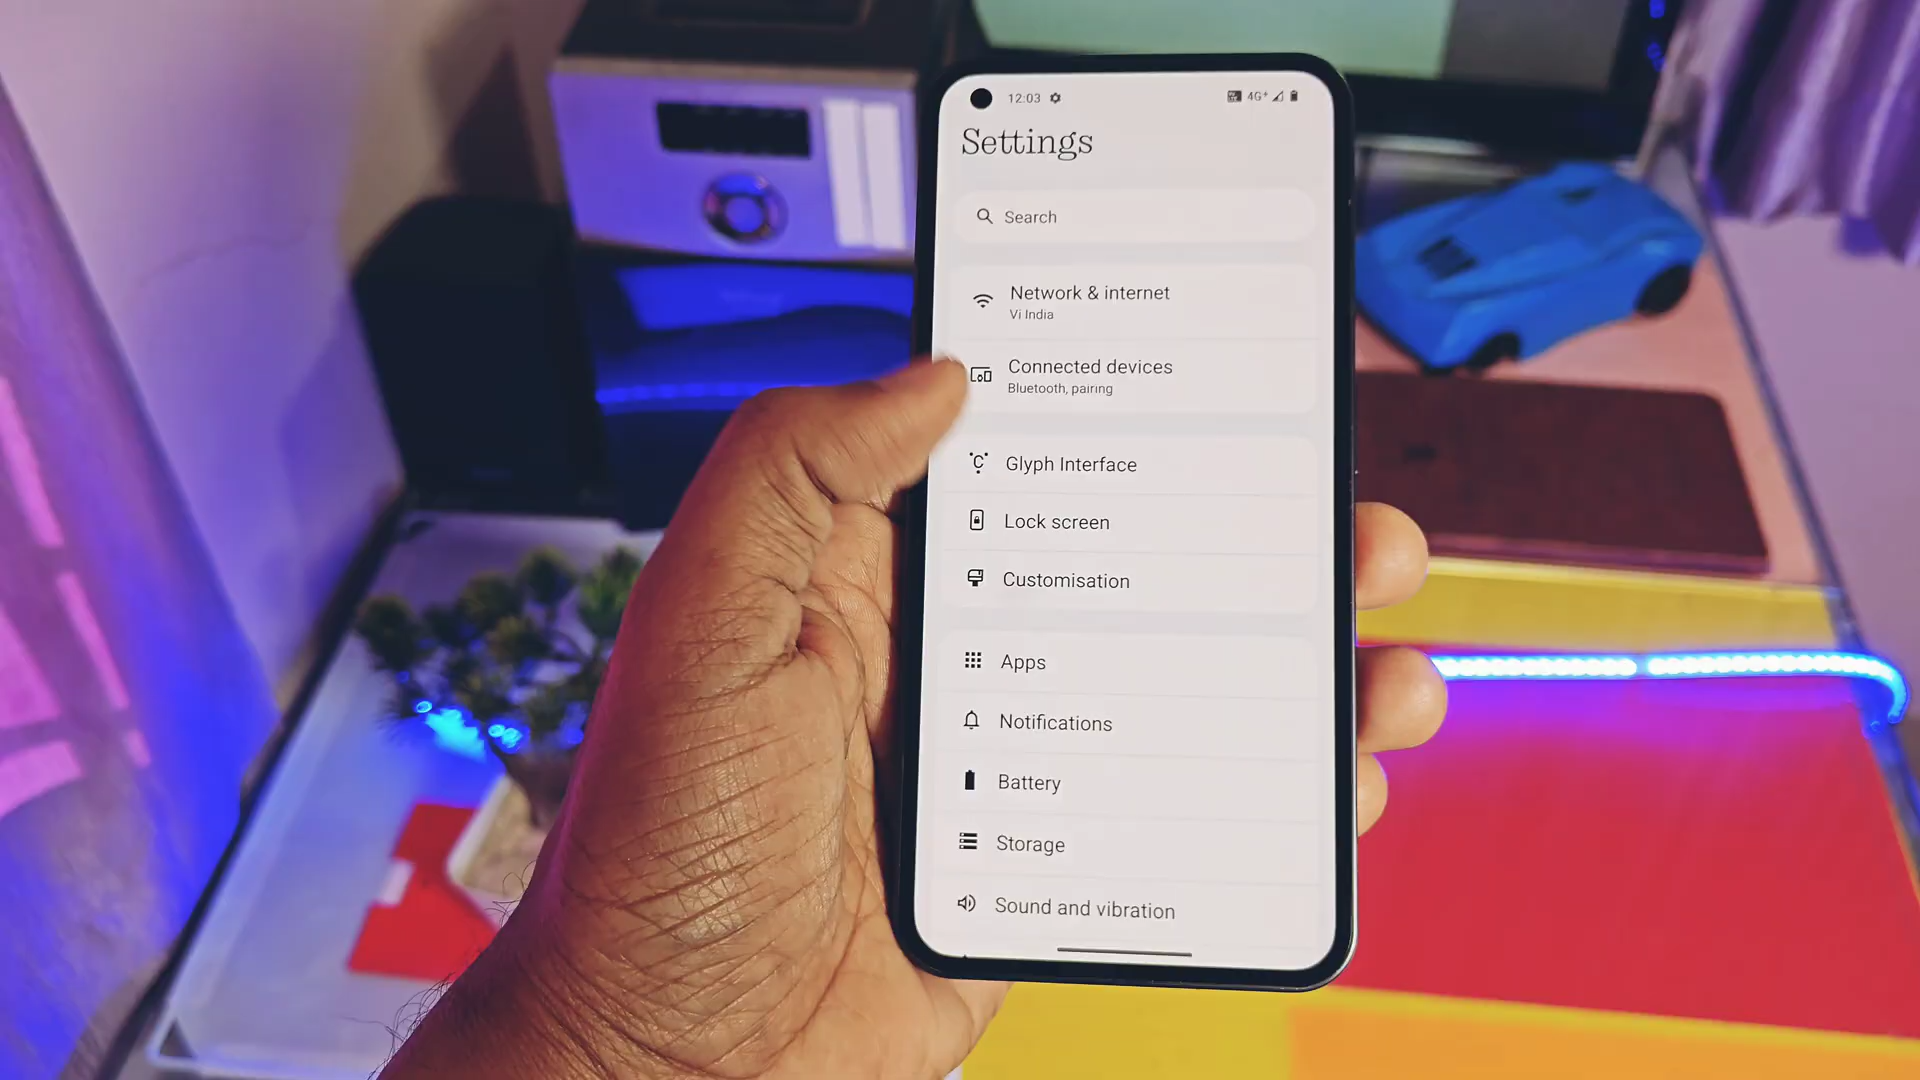 12:03
4G+
Settings
Search
Network & internet
Vi India
Connected devices
Bluetooth, pairing
Glyph Interface
Lock screen
Customisation
Apps
Notifications
Battery
Storage
Sound and vibration